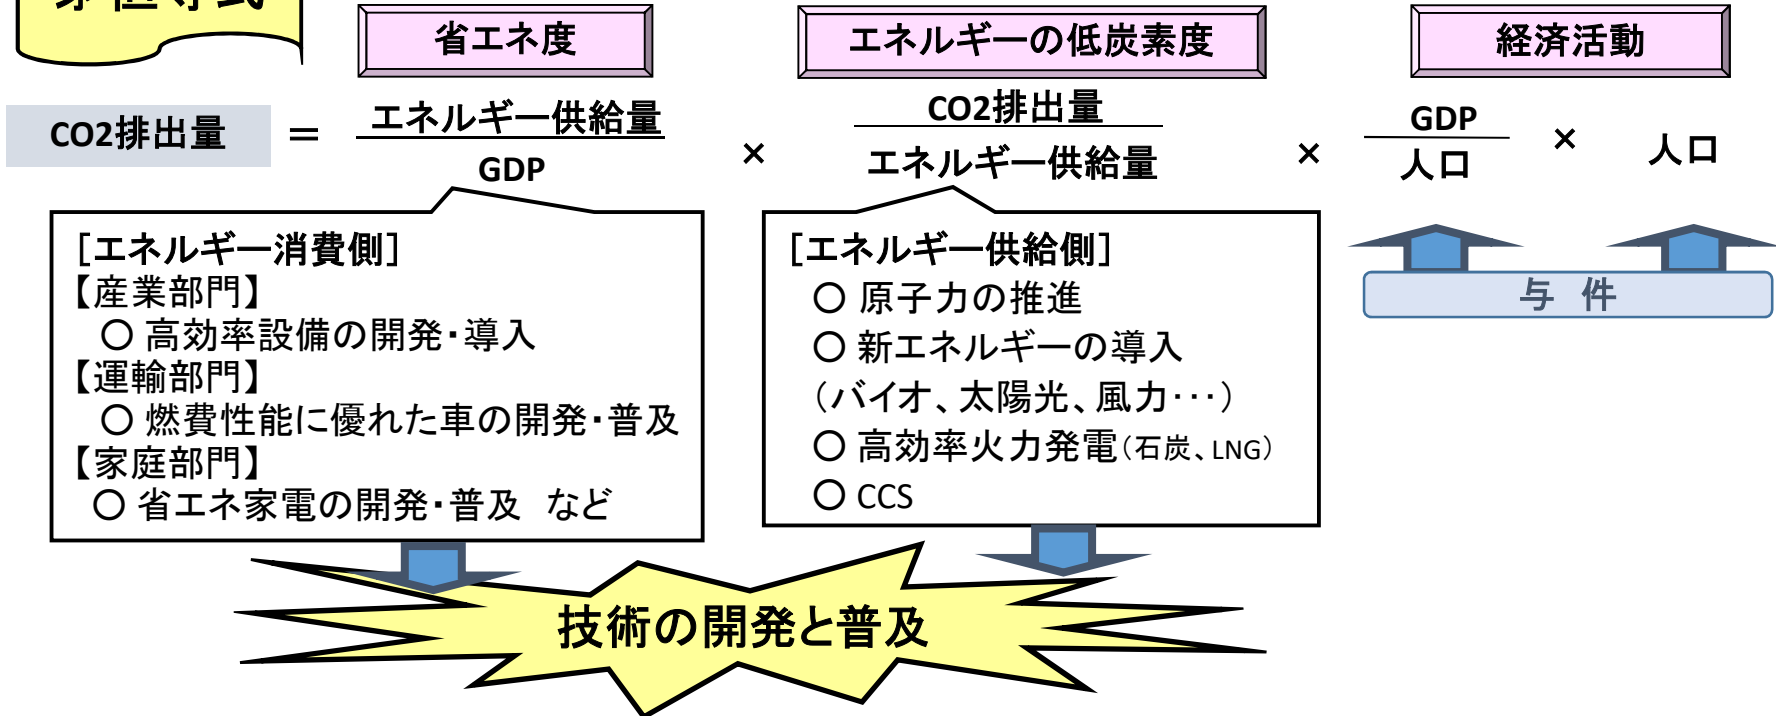 茅恒等式
省エネ度
エネルギーの低炭素度
経済活動
CO2排出量 = エネルギー供給量 / GDP × CO2排出量 / エネルギー供給量 × GDP / 人口 × 人口
[エネルギー消費側]
【産業部門】
○ 高効率設備の開発・導入
【運輸部門】
○ 燃費性能に優れた車の開発・普及
【家庭部門】
○ 省エネ家電の開発・普及 など
[エネルギー供給側]
○ 原子力の推進
○ 新エネルギーの導入
（バイオ、太陽光、風力・・・）
○ 高効率火力発電（石炭、LNG）
○ CCS
与 件
技術の開発と普及